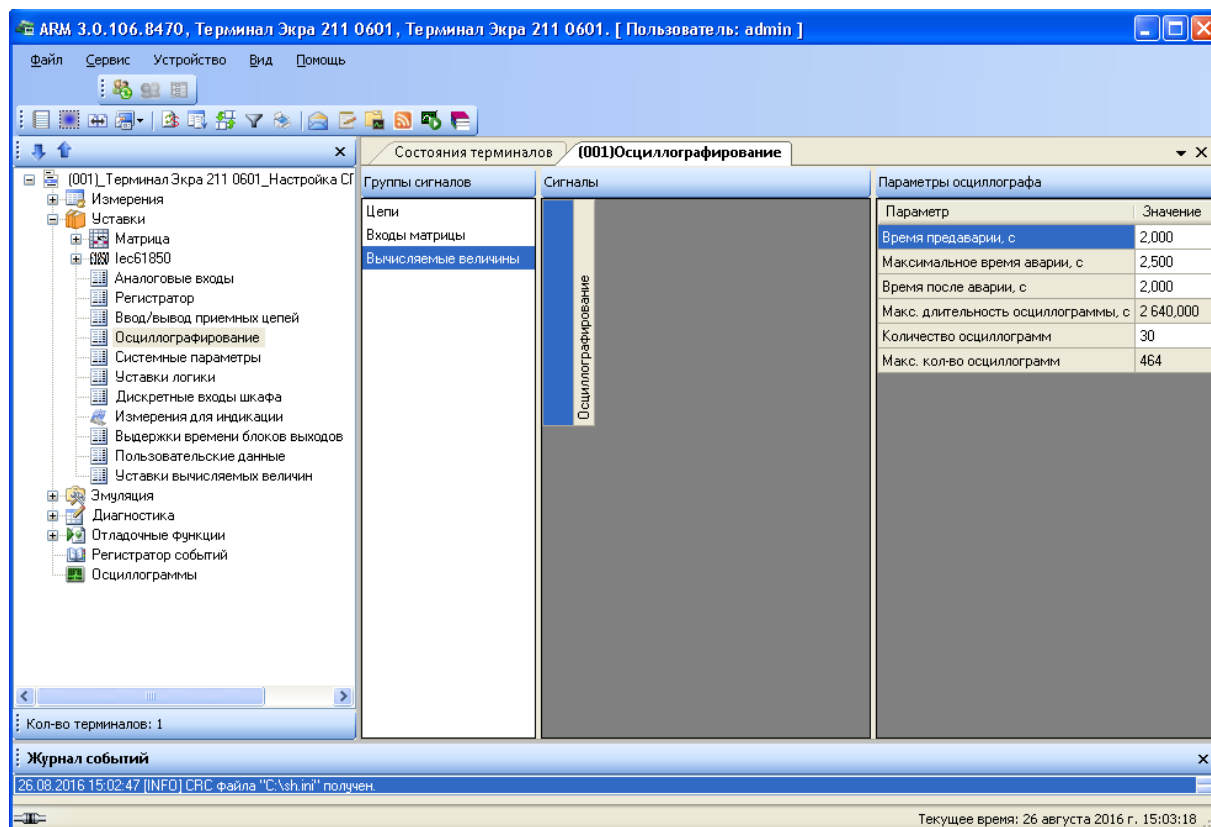 ARM 3.0.106.8470, Терминал Экра 211 0601, Терминал Экра 211 0601. [ Пользователь: admin ]
Файл Сервис Устройство Вид Помощь
Состояния терминалов (001)Осциллографирование
(001)_Терминал Экра 211 0601_Настройка СГ
Измерения
Уставки
Матрица
Iec61850
Аналоговые входы
Регистратор
Ввод/вывод приемных цепей
Осциллографирование
Системные параметры
Уставки логики
Дискретные входы шкафа
Измерения для индикации
Выдержки времени блоков выходов
Пользовательские данные
Уставки вычисляемых величин
Эмуляция
Диагностика
Отладочные функции
Регистратор событий
Осциллограммы
Кол-во терминалов: 1
Группы сигналов
Цепи
Входы матрицы
Вычисляемые величины
Сигналы
Осциллографирование
Параметры осциллографа
Параметр Значение
Время предаварии, с 2,000
Максимальное время аварии, с 2,500
Время после аварии, с 2,000
Макс. длительность осциллограммы, с 2 640,000
Количество осциллограмм 30
Макс. кол-во осциллограмм 464
Журнал событий
26.08.2016 15:02:47 [INFO] CRC файла "C:\sh.ini" получен.
Текущее время: 26 августа 2016 г. 15:03:18